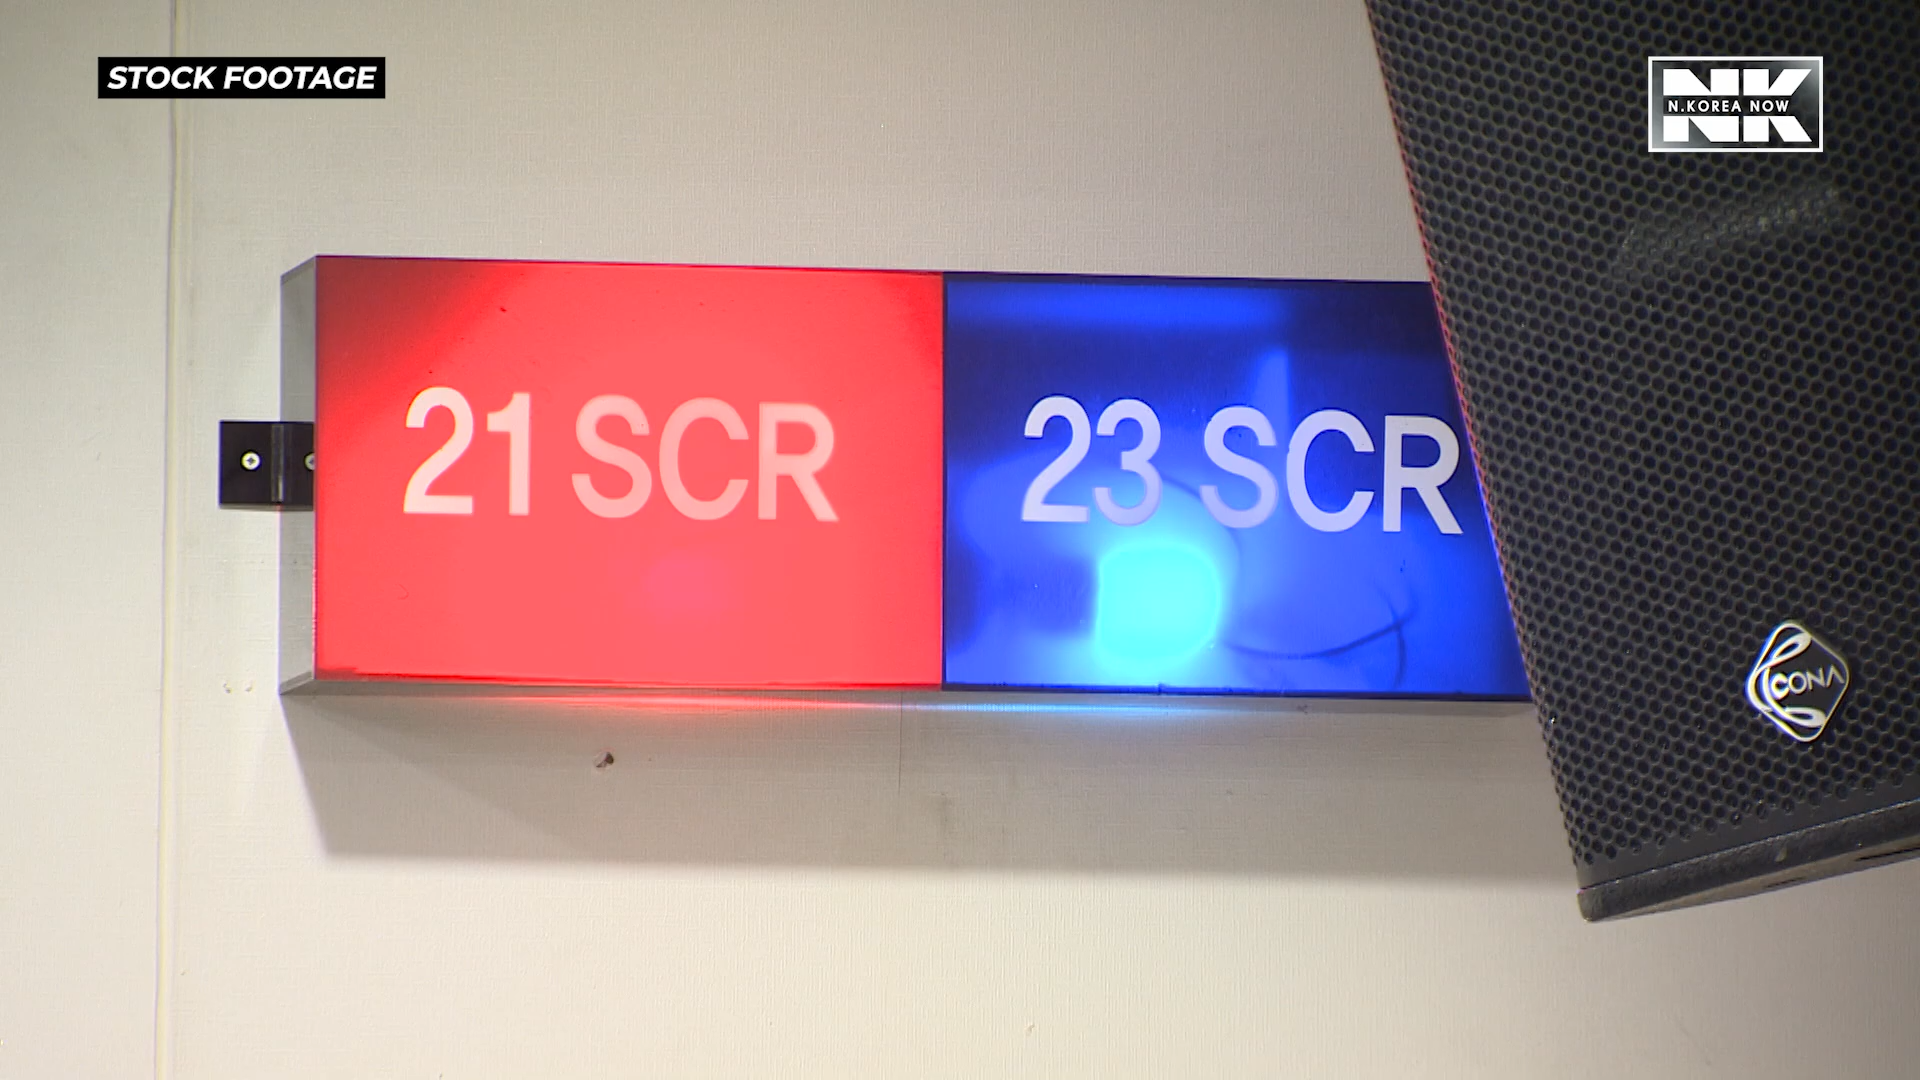 STOCK FOOTAGE
NK
N.KOREA NOW
21 SCR
23 SCR
CONA